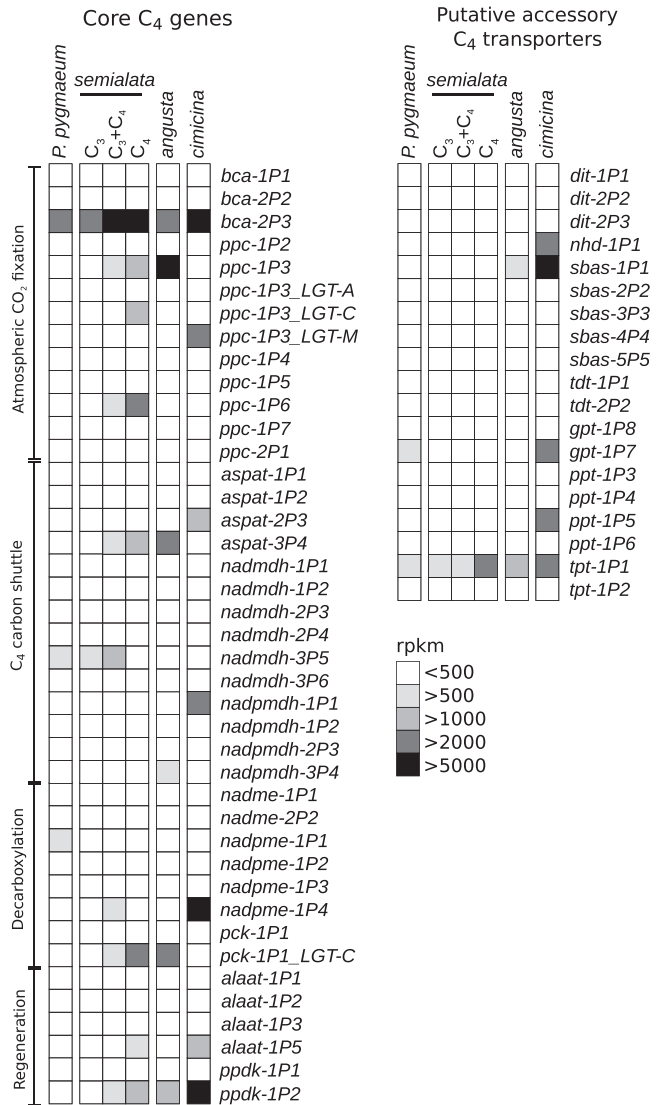 Core C4 genes
P. pygmaeum
semialata
C3
C3+C4
C4
angusta
cimicina
Atmospheric CO2 fixation
bca-1P1
bca-2P2
bca-2P3
ppc-1P2
ppc-1P3
ppc-1P3_LGT-A
ppc-1P3_LGT-C
ppc-1P3_LGT-M
ppc-1P4
ppc-1P5
ppc-1P6
ppc-1P7
ppc-2P1
C4 carbon shuttle
aspat-1P1
aspat-1P2
aspat-2P3
aspat-3P4
nadmdh-1P1
nadmdh-1P2
nadmdh-2P3
nadmdh-2P4
nadmdh-3P5
nadmdh-3P6
nadpmdh-1P1
nadpmdh-1P2
nadpmdh-2P3
nadpmdh-3P4
Decarboxylation
nadme-1P1
nadme-2P2
nadpme-1P1
nadpme-1P2
nadpme-1P3
nadpme-1P4
pck-1P1
pck-1P1_LGT-C
Regeneration
alaat-1P1
alaat-1P2
alaat-1P3
alaat-1P5
ppdk-1P1
ppdk-1P2
Putative accessory
C4 transporters
P. pygmaeum
semialata
C3
C3+C4
C4
angusta
cimicina
dit-1P1
dit-2P2
dit-2P3
nhd-1P1
sbas-1P1
sbas-2P2
sbas-3P3
sbas-4P4
sbas-5P5
tdt-1P1
tdt-2P2
gpt-1P8
gpt-1P7
ppt-1P3
ppt-1P4
ppt-1P5
ppt-1P6
tpt-1P1
tpt-1P2
rpkm
<500
>500
>1000
>2000
>5000